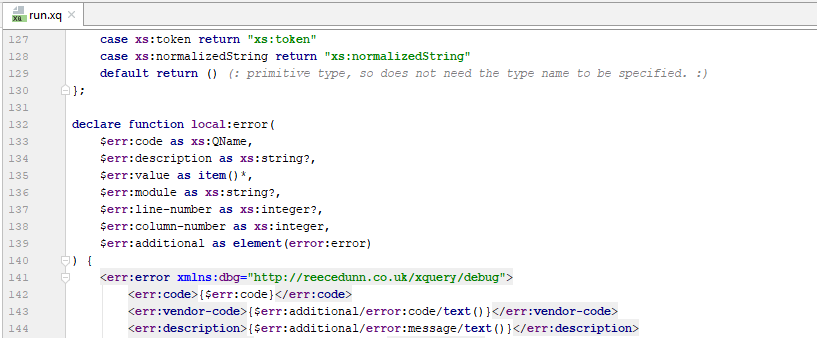 run.xq
127 case xs:token return "xs:token"
128 case xs:normalizedString return "xs:normalizedString"
129 default return () (: primitive type, so does not need the type name to be specified. :)
130 };
131
132 declare function local:error(
133 $err:code as xs:QName,
134 $err:description as xs:string?,
135 $err:value as item()*,
136 $err:module as xs:string?,
137 $err:line-number as xs:integer?,
138 $err:column-number as xs:integer,
139 $err:additional as element(error:error)
140 ) {
141 <err:error xmlns:dbg="http://reecedunn.co.uk/xquery/debug">
142 <err:code>{$err:code}</err:code>
143 <err:vendor-code>{$err:additional/error:code/text()}</err:vendor-code>
144 <err:description>{$err:additional/error:message/text()}</err:description>